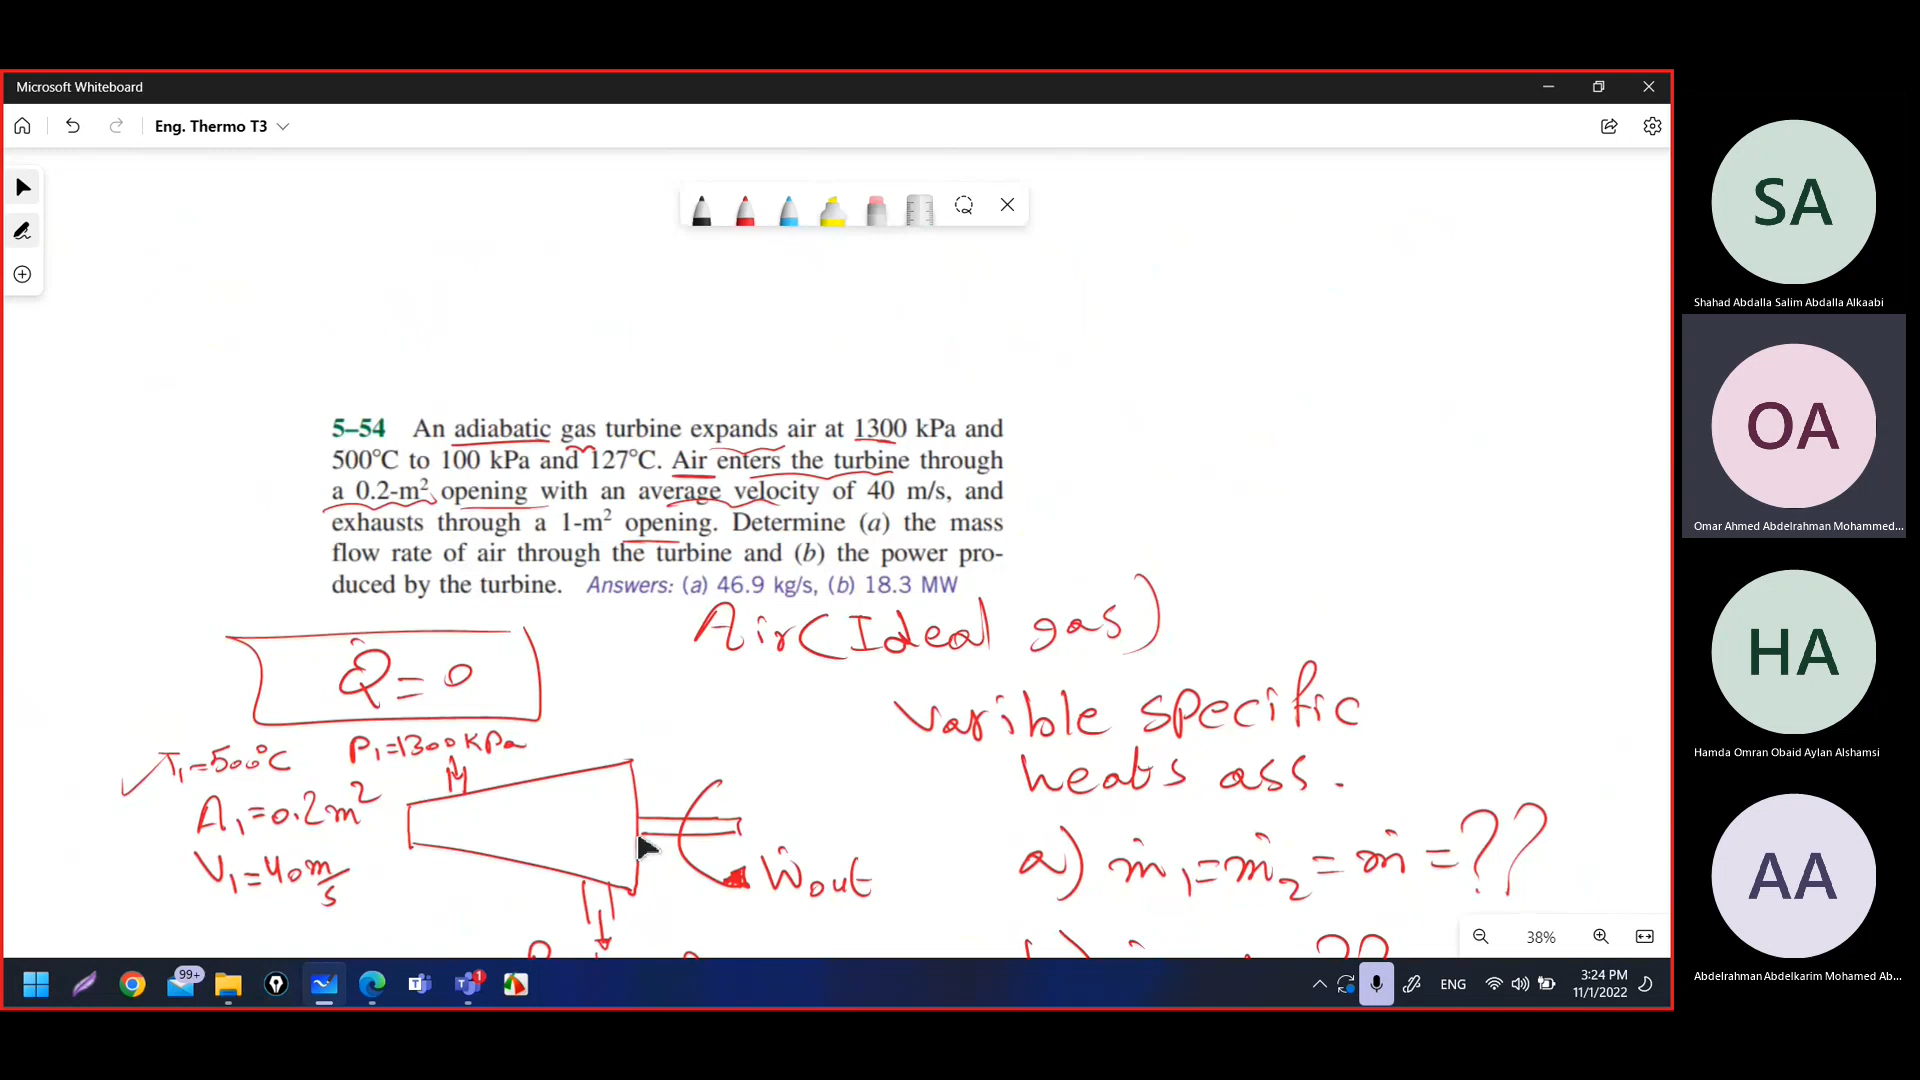 Microsoft Whiteboard
Eng. Thermo T3
5–54 An adiabatic gas turbine expands air at 1300 kPa and
500°C to 100 kPa and 127°C. Air enters the turbine through
a 0.2-m² opening with an average velocity of 40 m/s, and
exhausts through a 1-m² opening. Determine (a) the mass
flow rate of air through the turbine and (b) the power pro-
duced by the turbine. Answers: (a) 46.9 kg/s, (b) 18.3 MW
Air (Ideal gas)
Q̇ = 0
varible specific
heats ass.
P₁=1300 kPa
T₁=500°C
A₁=0.2m²
V₁=40 m/s
Ẇout
a) ṁ₁=ṁ₂=ṁ=??
38%
99+
1
ENG
3:24 PM
11/1/2022
SA
Shahad Abdalla Salim Abdalla Alkaabi
OA
Omar Ahmed Abdelrahman Mohammed...
HA
Hamda Omran Obaid Aylan Alshamsi
AA
Abdelrahman Abdelkarim Mohamed Ab...